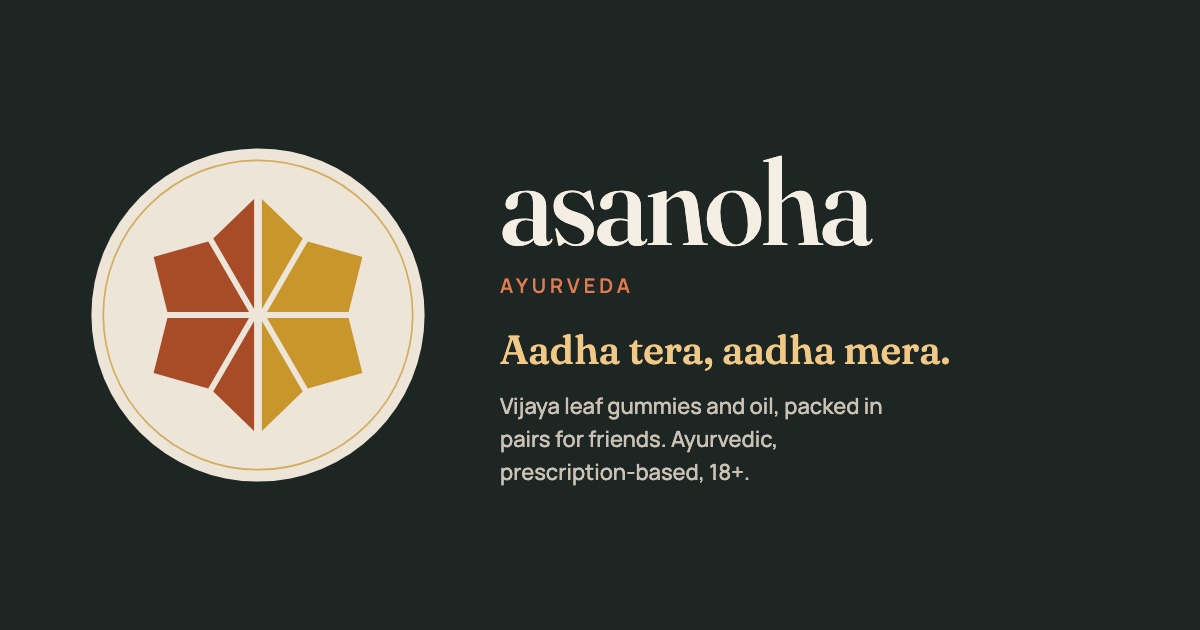 asanoha
AYURVEDA
Aadha tera, aadha mera.
Vijaya leaf gummies and oil, packed in
pairs for friends. Ayurvedic,
prescription-based, 18+.